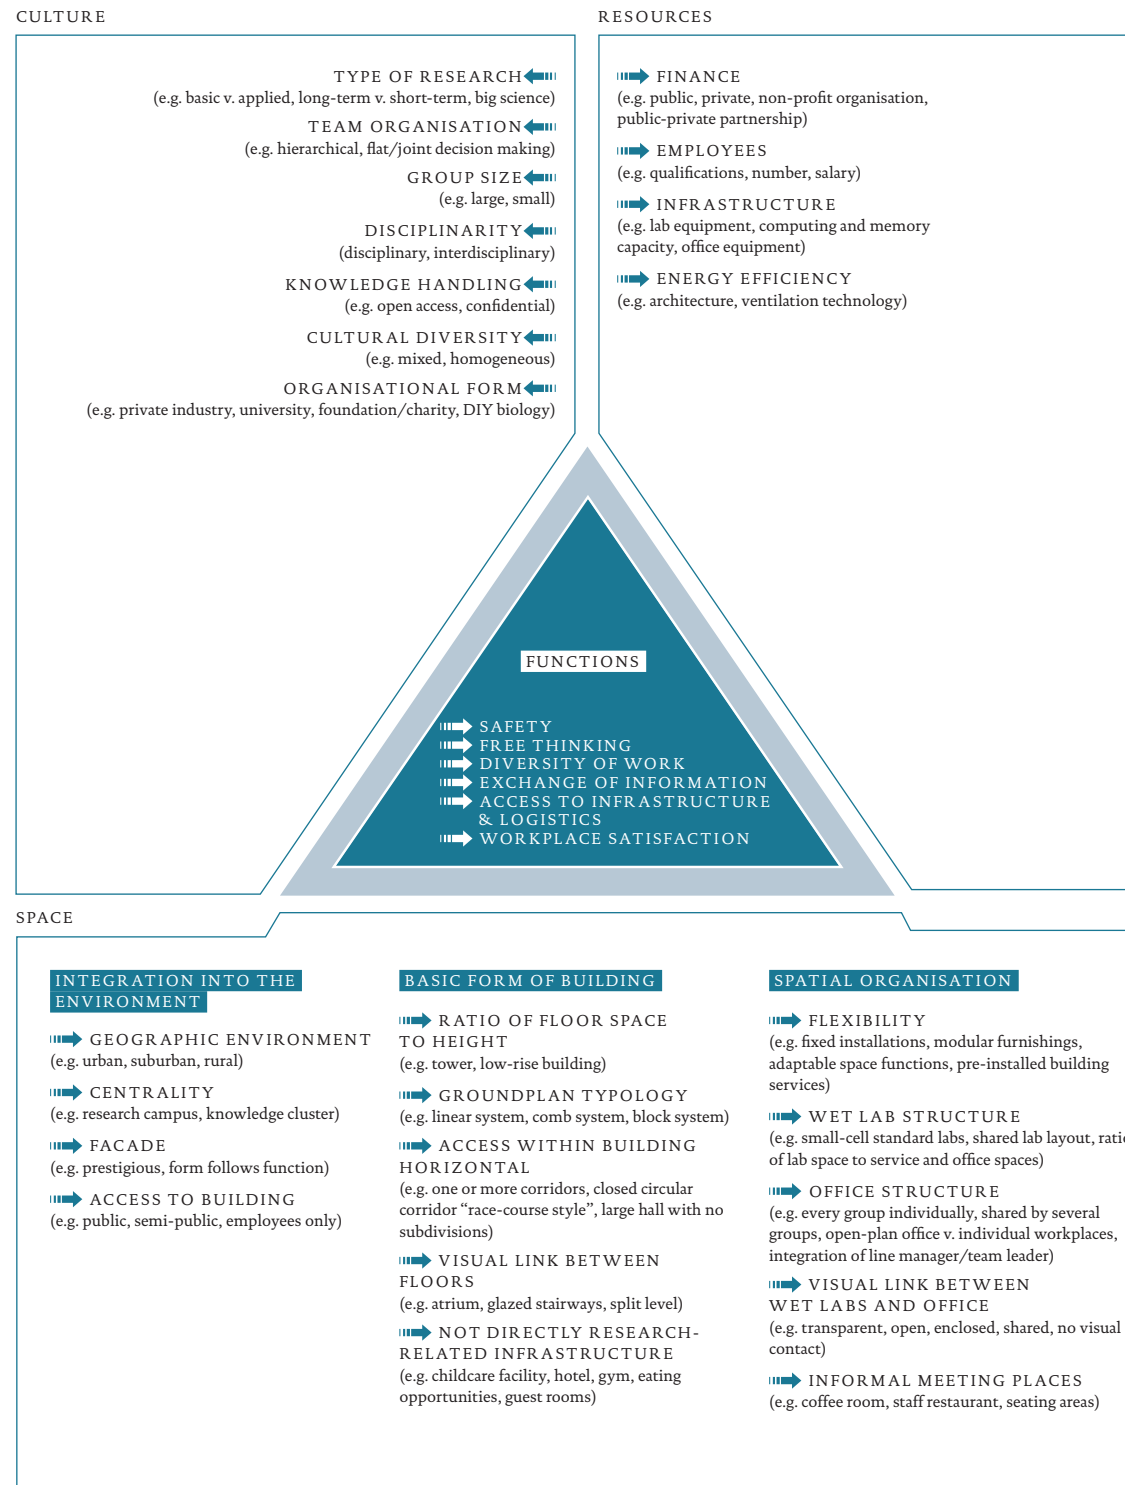 CULTURE
TYPE OF RESEARCH
(e.g. basic v. applied, long-term v. short-term, big science)
TEAM ORGANISATION
(e.g. hierarchical, flat/joint decision making)
GROUP SIZE
(e.g. large, small)
DISCIPLINARITY
(disciplinary, interdisciplinary)
KNOWLEDGE HANDLING
(e.g. open access, confidential)
CULTURAL DIVERSITY
(e.g. mixed, homogeneous)
ORGANISATIONAL FORM
(e.g. private industry, university, foundation/charity, DIY biology)
RESOURCES
FINANCE
(e.g. public, private, non-profit organisation,
public-private partnership)
EMPLOYEES
(e.g. qualifications, number, salary)
INFRASTRUCTURE
(e.g. lab equipment, computing and memory
capacity, office equipment)
ENERGY EFFICIENCY
(e.g. architecture, ventilation technology)
FUNCTIONS
SAFETY
FREE THINKING
DIVERSITY OF WORK
EXCHANGE OF INFORMATION
ACCESS TO INFRASTRUCTURE
& LOGISTICS
WORKPLACE SATISFACTION
SPACE
INTEGRATION INTO THE
ENVIRONMENT
GEOGRAPHIC ENVIRONMENT
(e.g. urban, suburban, rural)
CENTRALITY
(e.g. research campus, knowledge cluster)
FACADE
(e.g. prestigious, form follows function)
ACCESS TO BUILDING
(e.g. public, semi-public, employees only)
BASIC FORM OF BUILDING
RATIO OF FLOOR SPACE
TO HEIGHT
(e.g. tower, low-rise building)
GROUNDPLAN TYPOLOGY
(e.g. linear system, comb system, block system)
ACCESS WITHIN BUILDING
HORIZONTAL
(e.g. one or more corridors, closed circular
corridor “race-course style”, large hall with no
subdivisions)
VISUAL LINK BETWEEN
FLOORS
(e.g. atrium, glazed stairways, split level)
NOT DIRECTLY RESEARCH-
RELATED INFRASTRUCTURE
(e.g. childcare facility, hotel, gym, eating
opportunities, guest rooms)
SPATIAL ORGANISATION
FLEXIBILITY
(e.g. fixed installations, modular furnishings,
adaptable space functions, pre-installed building
services)
WET LAB STRUCTURE
(e.g. small-cell standard labs, shared lab layout, ratio
of lab space to service and office spaces)
OFFICE STRUCTURE
(e.g. every group individually, shared by several
groups, open-plan office v. individual workplaces,
integration of line manager/team leader)
VISUAL LINK BETWEEN
WET LABS AND OFFICE
(e.g. transparent, open, enclosed, shared, no visual
contact)
INFORMAL MEETING PLACES
(e.g. coffee room, staff restaurant, seating areas)